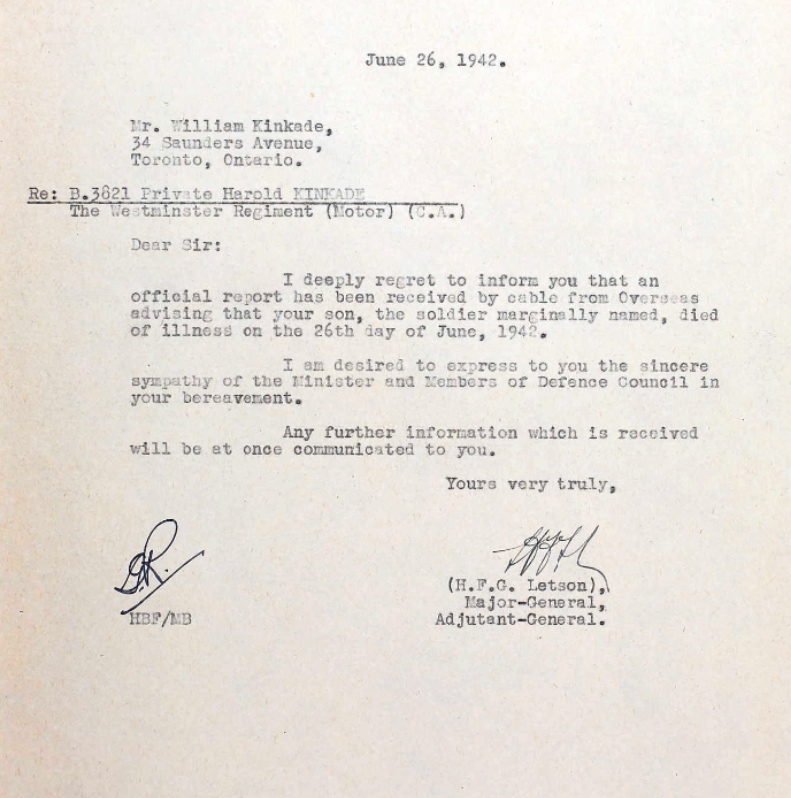 June 26, 1942.
Mr. William Kinkade,
34 Saunders Avenue,
Toronto, Ontario.
Re: B.3821 Private Harold KINKADE
The Westminster Regiment (Motor) (C.A.)
Dear Sir:
I deeply regret to inform you that an
official report has been received by cable from Overseas
advising that your son, the soldier marginally named, died
of illness on the 26th day of June, 1942.
I am desired to express to you the sincere
sympathy of the Minister and Members of Defence Council in
your bereavement.
Any further information which is received
will be at once communicated to you.
Yours very truly,
(H.F.G. Letson),
Major-General,
HBF/MB
Adjutant-General.